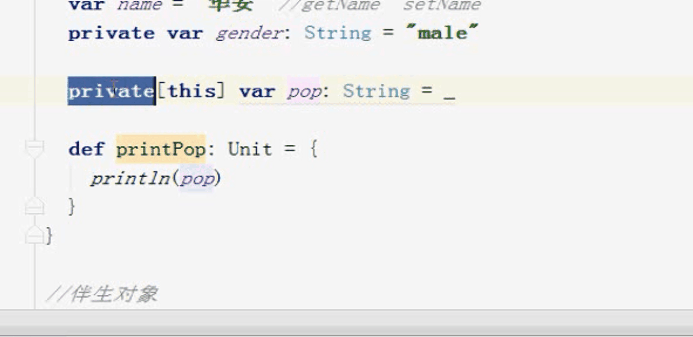 var name = "华安" //getName setName
private var gender: String = "male"
private[this] var pop: String = _
def printPop: Unit = {
println(pop)
}
}
//伴生对象